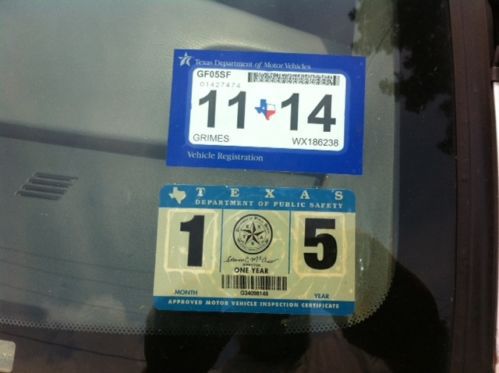 Texas Department of Motor Vehicles
GF05SF
01427474
11 14
GRIMES WX186238
Vehicle Registration
TEXAS
DEPARTMENT OF PUBLIC SAFETY
1 5
ONE YEAR
MONTH YEAR
APPROVED MOTOR VEHICLE INSPECTION CERTIFICATE